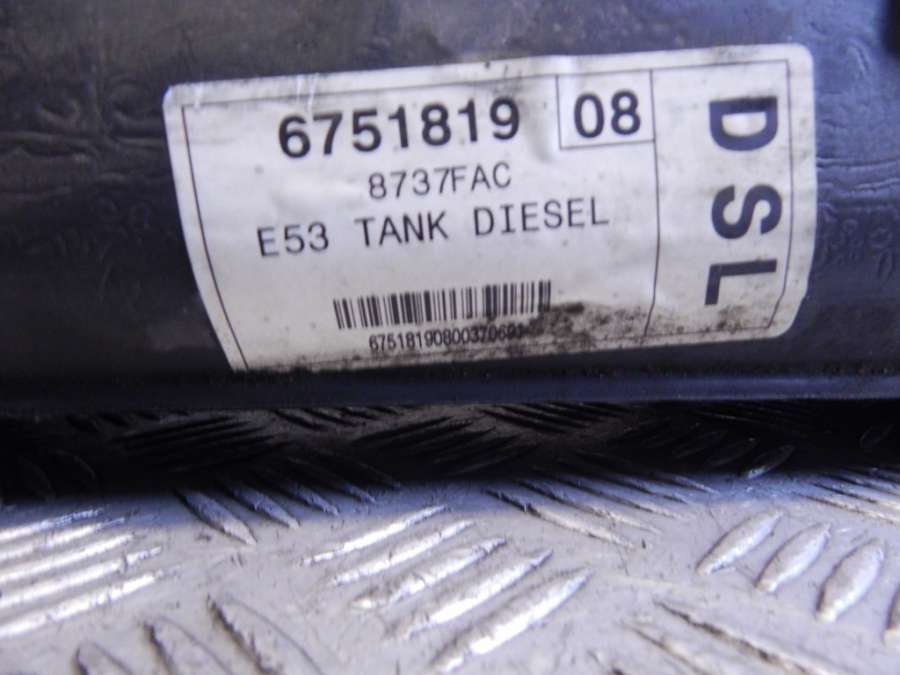 6751819 08
8737FAC
E53 TANK DIESEL
DSL